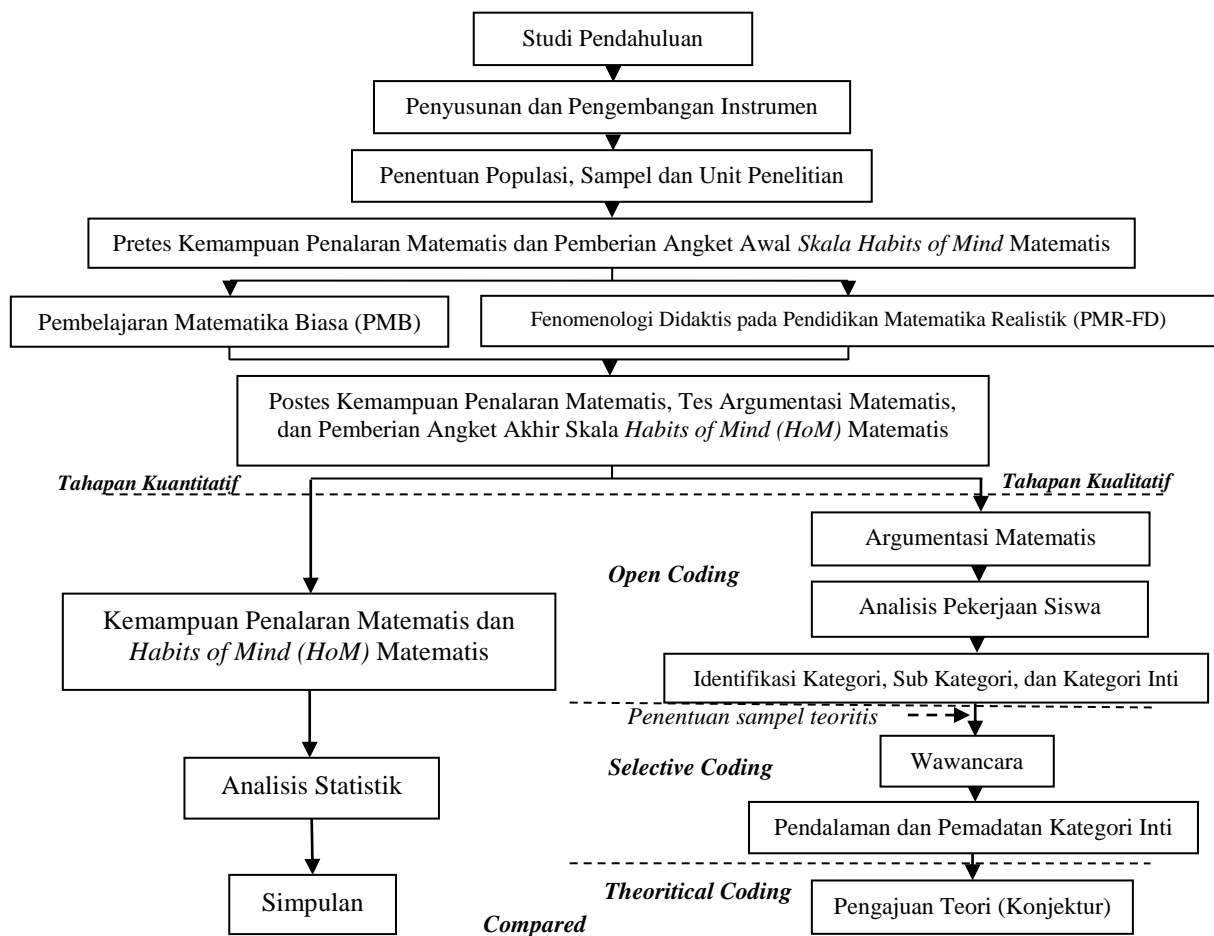 Studi Pendahuluan
Penyusunan dan Pengembangan Instrumen
Penentuan Populasi, Sampel dan Unit Penelitian
Pretes Kemampuan Penalaran Matematis dan Pemberian Angket Awal Skala Habits of Mind Matematis
Pembelajaran Matematika Biasa (PMB)
Fenomenologi Didaktis pada Pendidikan Matematika Realistik (PMR-FD)
Postes Kemampuan Penalaran Matematis, Tes Argumentasi Matematis,
dan Pemberian Angket Akhir Skala Habits of Mind (HoM) Matematis
Tahapan Kuantitatif
Tahapan Kualitatif
Kemampuan Penalaran Matematis dan
Habits of Mind (HoM) Matematis
Analisis Statistik
Simpulan
Open Coding
Argumentasi Matematis
Analisis Pekerjaan Siswa
Identifikasi Kategori, Sub Kategori, dan Kategori Inti
Penentuan sampel teoritis
Selective Coding
Wawancara
Pendalaman dan Pemadatan Kategori Inti
Theoritical Coding
Pengajuan Teori (Konjektur)
Compared